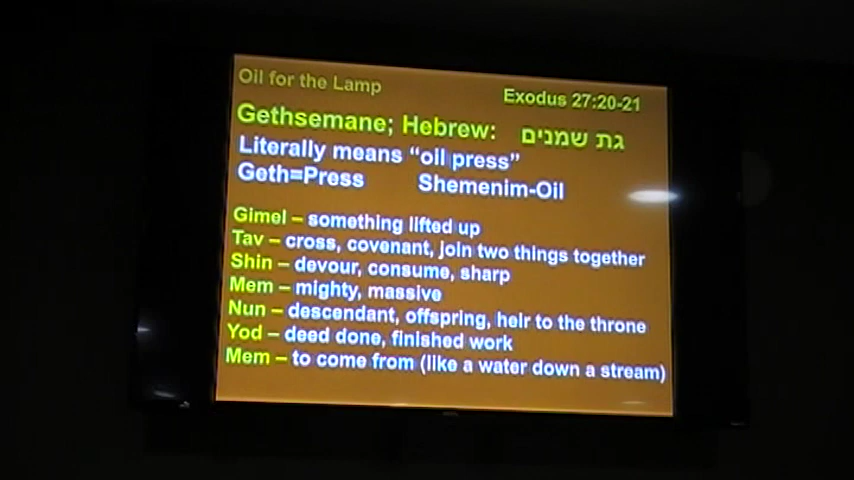 Oil for the Lamp Exodus 27:20-21
Gethsemane; Hebrew: גת שמנים
Literally means “oil press”
Geth=Press Shemenim-Oil
Gimel – something lifted up
Tav – cross, covenant, join two things together
Shin – devour, consume, sharp
Mem – mighty, massive
Nun – descendant, offspring, heir to the throne
Yod – deed done, finished work
Mem – to come from (like a water down a stream)